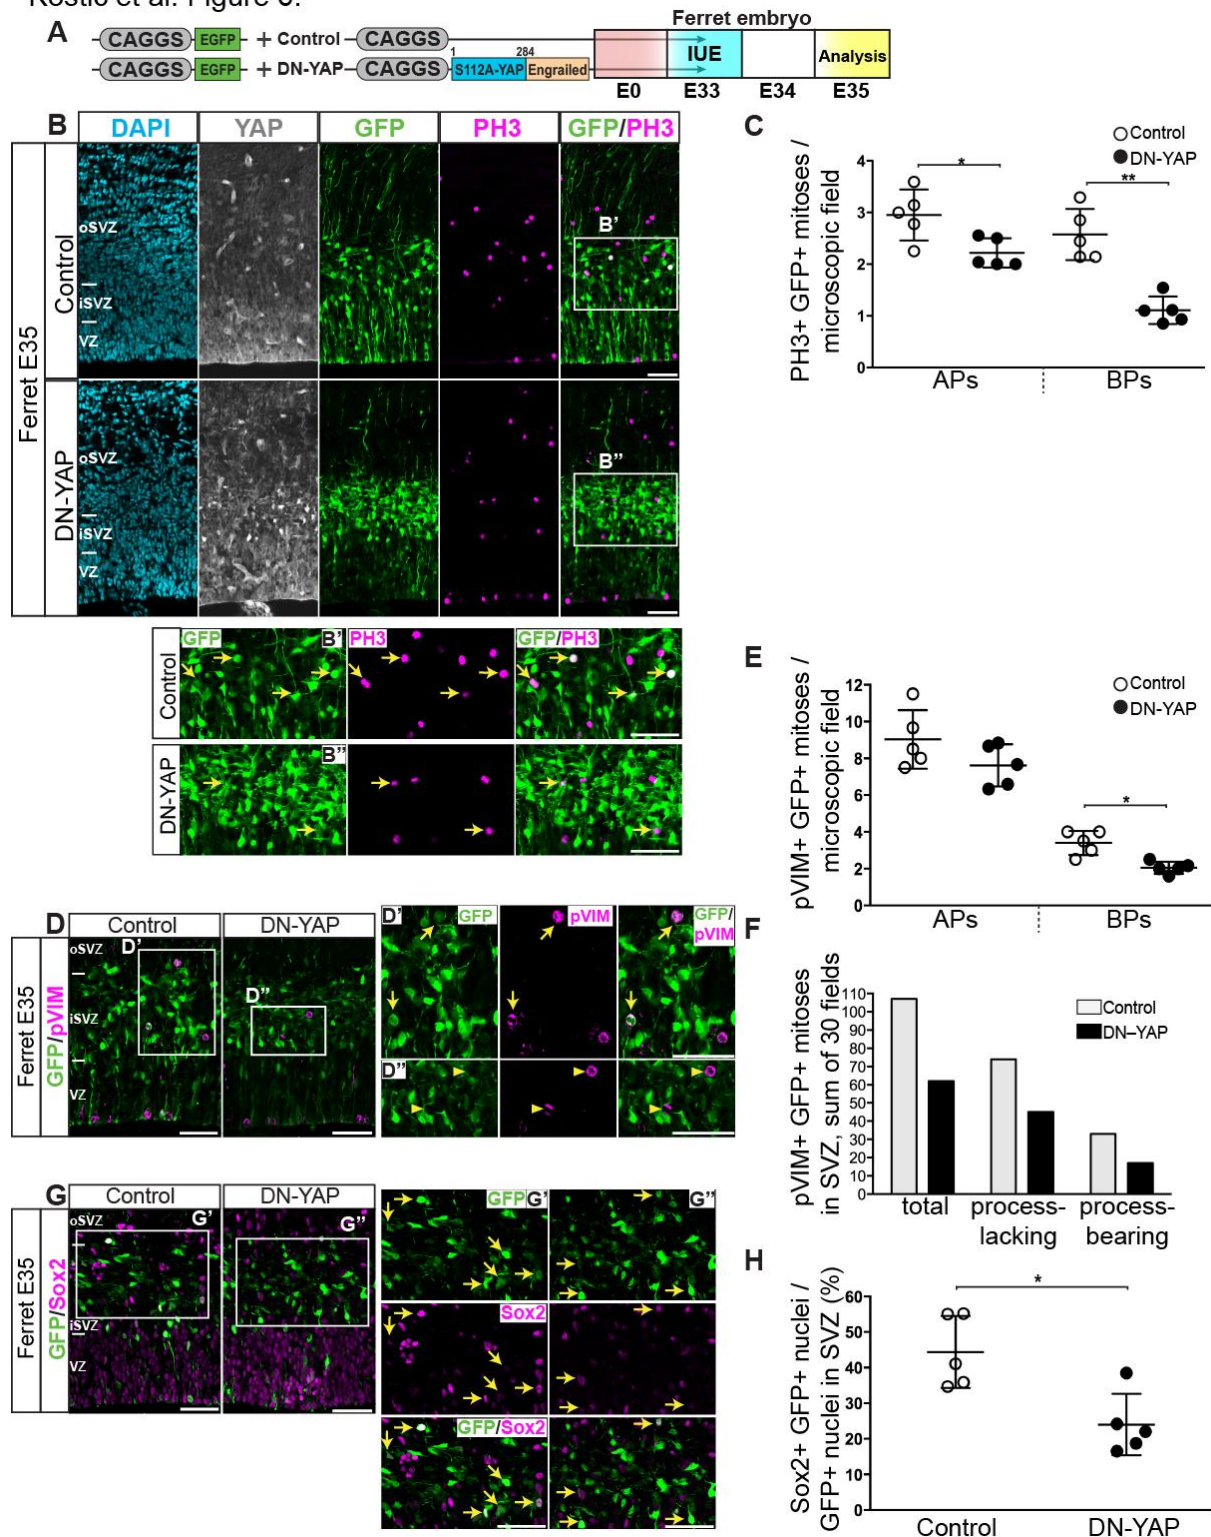 Kostic et al. Figure 6.
A
CAGGS EGFP + Control CAGGS
CAGGS EGFP + DN-YAP CAGGS
1 284
S112A-YAP Engrailed
Ferret embryo
IUE
Analysis
E0 E33 E34 E35
B
DAPI YAP GFP PH3 GFP/PH3
Ferret E35
Control
oSVZ
iSVZ
VZ
B'
DN-YAP
oSVZ
iSVZ
VZ
B"
Control
GFP B' PH3 GFP/PH3
DN-YAP
B"
C
Control
DN-YAP
PH3+ GFP+ mitoses /
microscopic field
4
3
2
1
0
*
**
APs BPs
D
Control DN-YAP
Ferret E35
GFP/pVIM
oSVZ
iSVZ
VZ
D'
D"
D' GFP pVIM GFP/
pVIM
D"
E
Control
DN-YAP
pVIM+ GFP+ mitoses /
microscopic field
12
10
8
6
4
2
0
*
APs BPs
F
Control
DN–YAP
pVIM+ GFP+ mitoses
in SVZ, sum of 30 fields
110
100
90
80
70
60
50
40
30
20
10
0
total process- process-
lacking bearing
G
Control DN-YAP
Ferret E35
GFP/Sox2
oSVZ
iSVZ
VZ
G'
G"
GFP G' G"
Sox2
GFP/Sox2
H
Sox2+ GFP+ nuclei /
GFP+ nuclei in SVZ (%)
60
50
40
30
20
10
0
*
Control DN-YAP